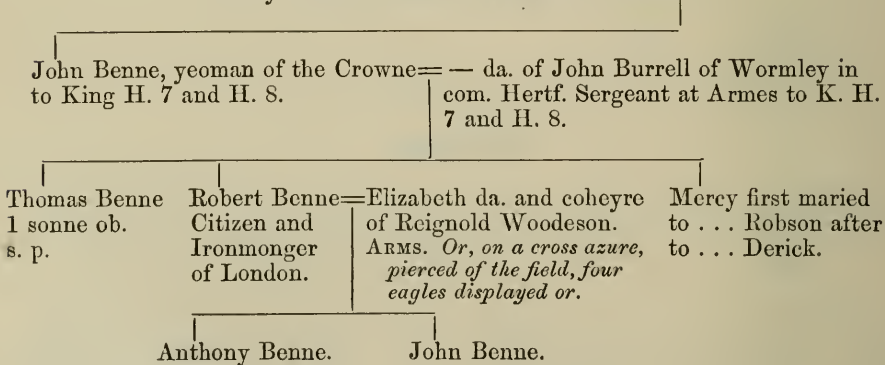 John Benne, yeoman of the Crowne= — da. of John Burrell of Wormley in
to King H. 7 and H. 8.
com. Hertf. Sergeant at Armes to K. H.
7 and H. 8.
Thomas Benne
1 sonne ob.
s. p.
Robert Benne=Elizabeth da. and coheyre
Citizen and
Ironmonger
of London.
of Reignold Woodeson.
ARMS. Or, on a cross azure,
pierced of the field, four
eagles displayed or.
Mercy first maried
to . . . Robson after
to . . . Derick.
Anthony Benne.
John Benne.